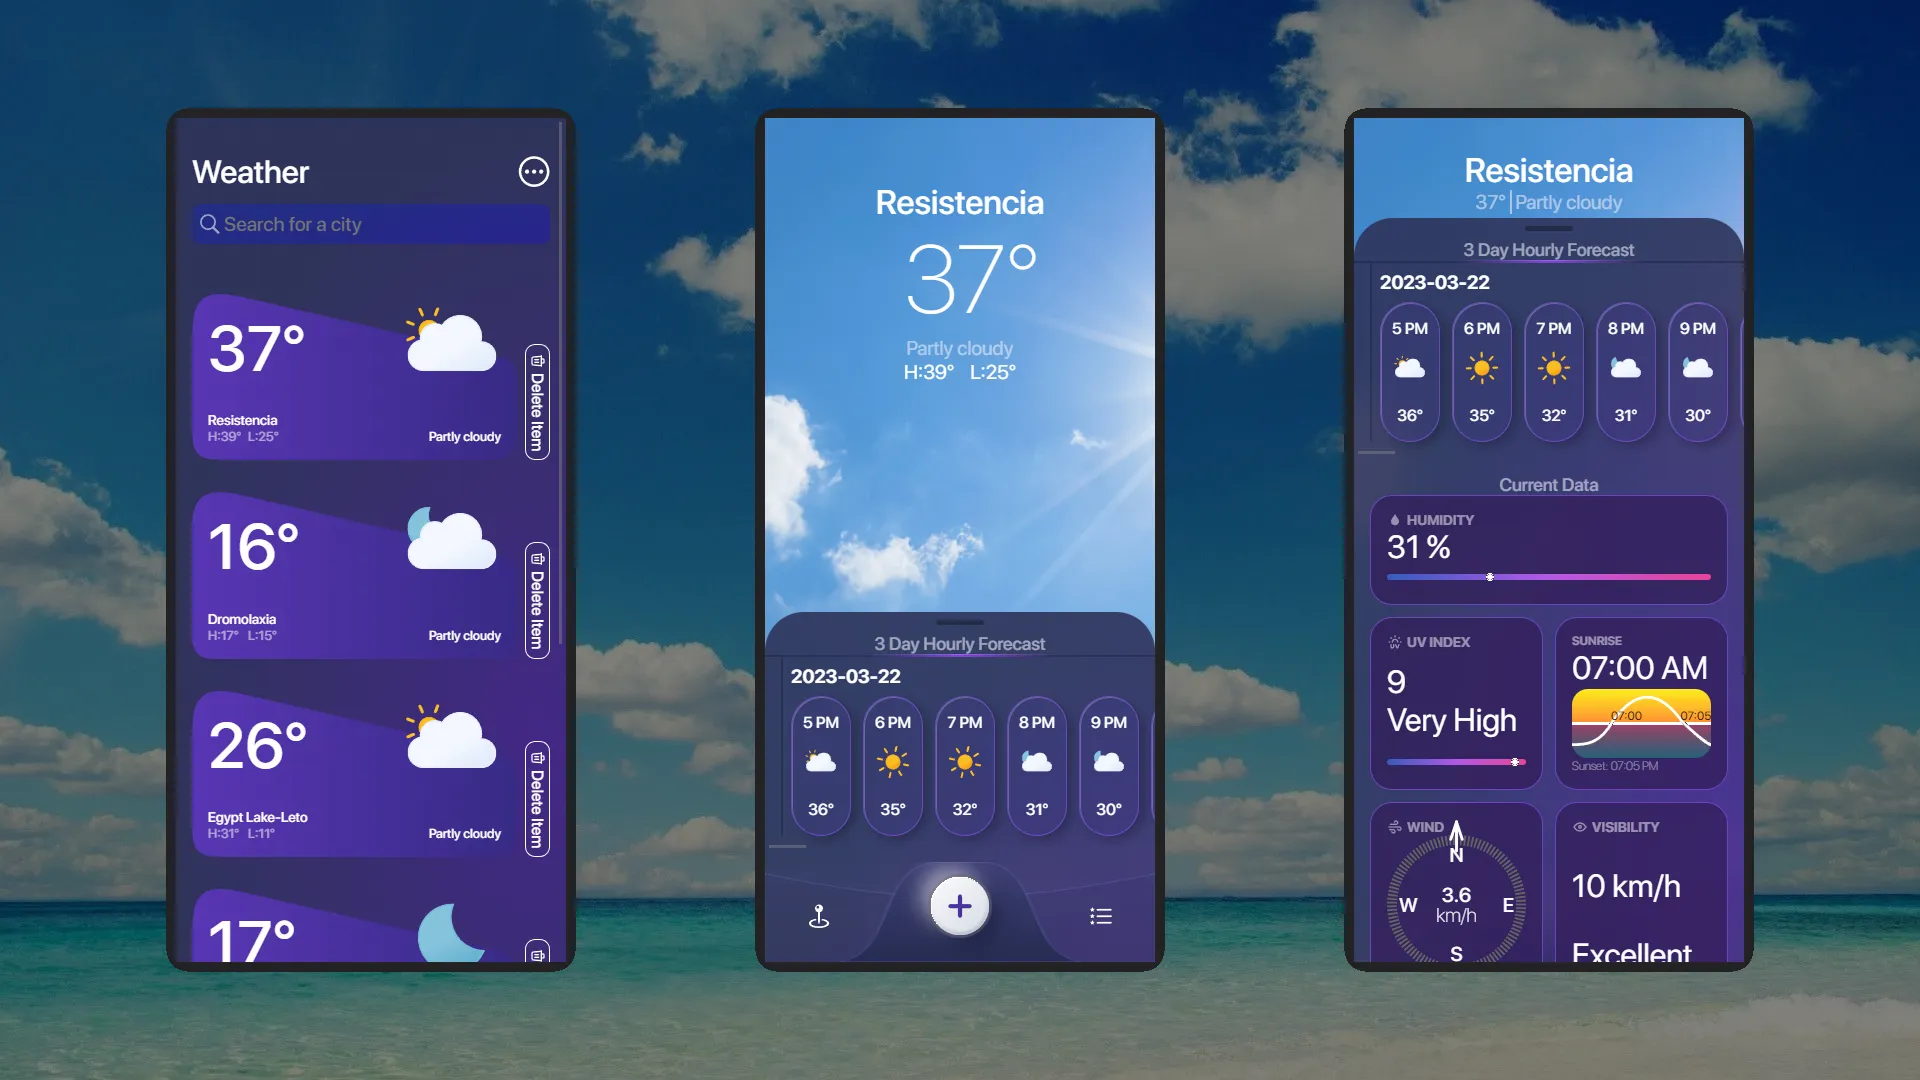 Weather
Search for a city
37°
Resistencia
H:39° L:25°
Partly cloudy
Delete Item
16°
Dromolaxia
H:17° L:15°
Partly cloudy
Delete Item
26°
Egypt Lake-Leto
H:31° L:11°
Partly cloudy
Delete Item
17°
Resistencia
37°
Partly cloudy
H:39° L:25°
3 Day Hourly Forecast
2023-03-22
5 PM 6 PM 7 PM 8 PM 9 PM
36° 35° 32° 31° 30°
Resistencia
37° | Partly cloudy
3 Day Hourly Forecast
2023-03-22
5 PM 6 PM 7 PM 8 PM 9 PM
36° 35° 32° 31° 30°
Current Data
HUMIDITY
31 %
UV INDEX
9
Very High
SUNRISE
07:00 AM
07:00 07:05
Sunset: 07:05 PM
WIND
N
W 3.6 E
km/h
S
VISIBILITY
10 km/h
Excellent